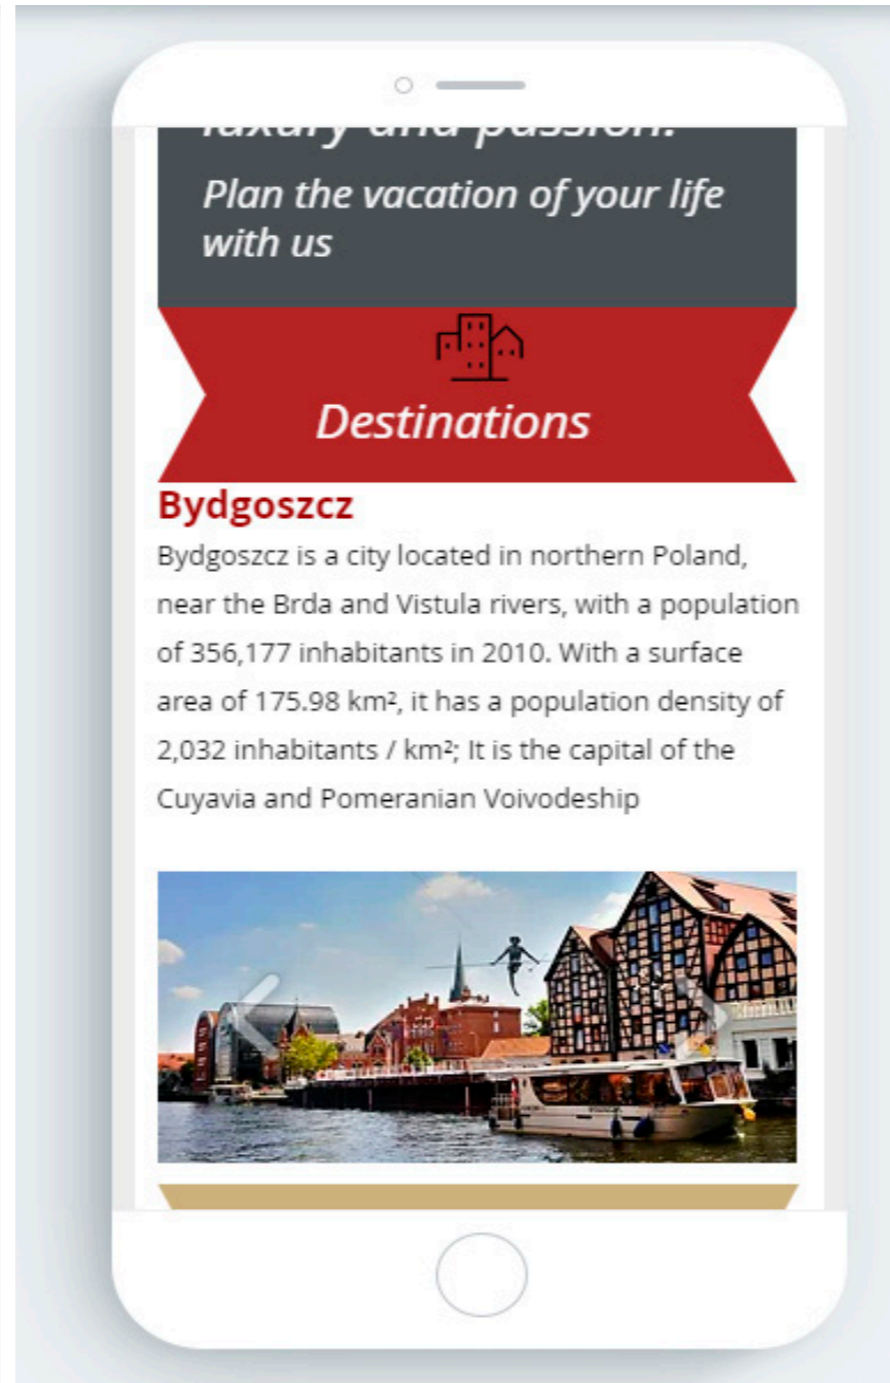 luxury and passion.
Plan the vacation of your life
with us
Destinations
Bydgoszcz
Bydgoszcz is a city located in northern Poland,
near the Brda and Vistula rivers, with a population
of 356,177 inhabitants in 2010. With a surface
area of 175.98 km², it has a population density of
2,032 inhabitants / km²; It is the capital of the
Cuyavia and Pomeranian Voivodeship